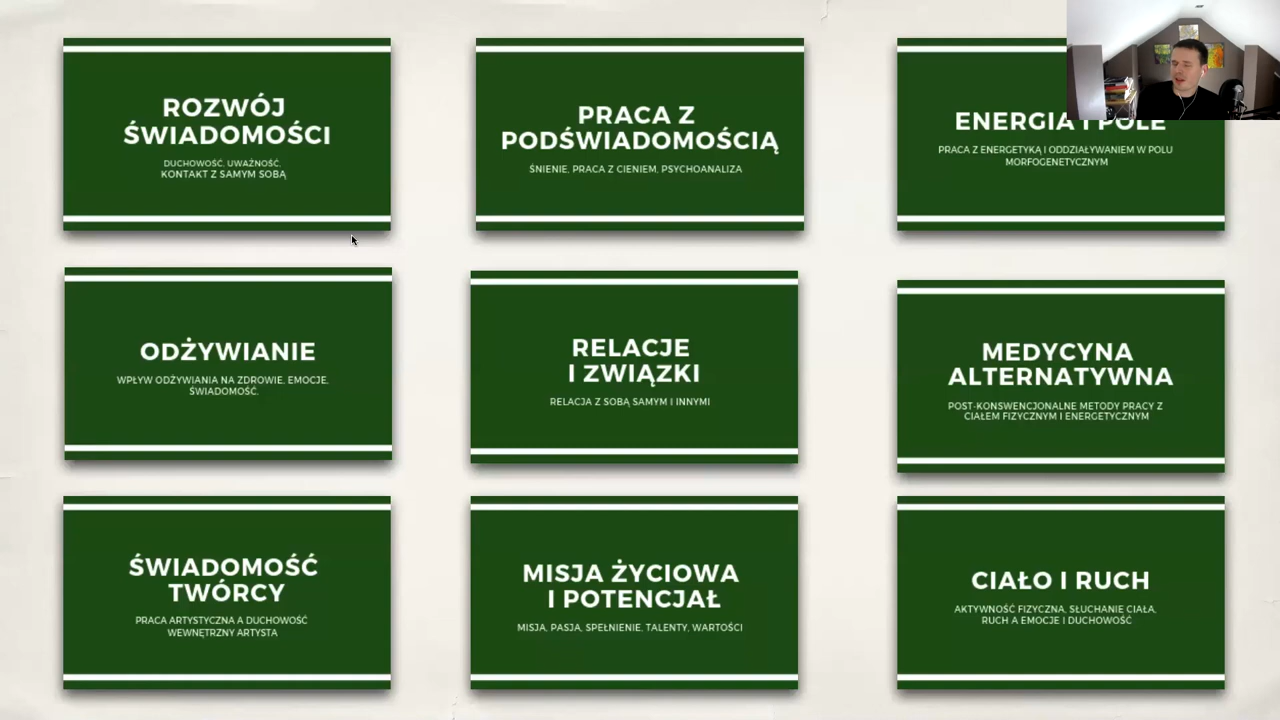 ROZWÓJ
ŚWIADOMOŚCI
DUCHOWOŚĆ, UWAŻNOŚĆ,
KONTAKT Z SAMYM SOBĄ
PRACA Z
PODŚWIADOMOŚCIĄ
ŚNIENIE, PRACA Z CIENIEM, PSYCHOANALIZA
ENERGIA I POLE
PRACA Z ENERGETYKĄ I ODDZIAŁYWANIEM W POLU
MORFOGENETYCZNYM
ODŻYWIANIE
WPŁYW ODŻYWIANIA NA ZDROWIE, EMOCJE,
ŚWIADOMOŚĆ.
RELACJE
I ZWIĄZKI
RELACJA Z SOBĄ SAMYM I INNYMI
MEDYCYNA
ALTERNATYWNA
POST-KONSWENCJONALNE METODY PRACY Z
CIAŁEM FIZYCZNYM I ENERGETYCZNYM
ŚWIADOMOŚĆ
TWÓRCY
PRACA ARTYSTYCZNA A DUCHOWOŚĆ
WEWNĘTRZNY ARTYSTA
MISJA ŻYCIOWA
I POTENCJAŁ
MISJA, PASJA, SPEŁNIENIE, TALENTY, WARTOŚCI
CIAŁO I RUCH
AKTYWNOŚĆ FIZYCZNA, SŁUCHANIE CIAŁA,
RUCH A EMOCJE I DUCHOWOŚĆ